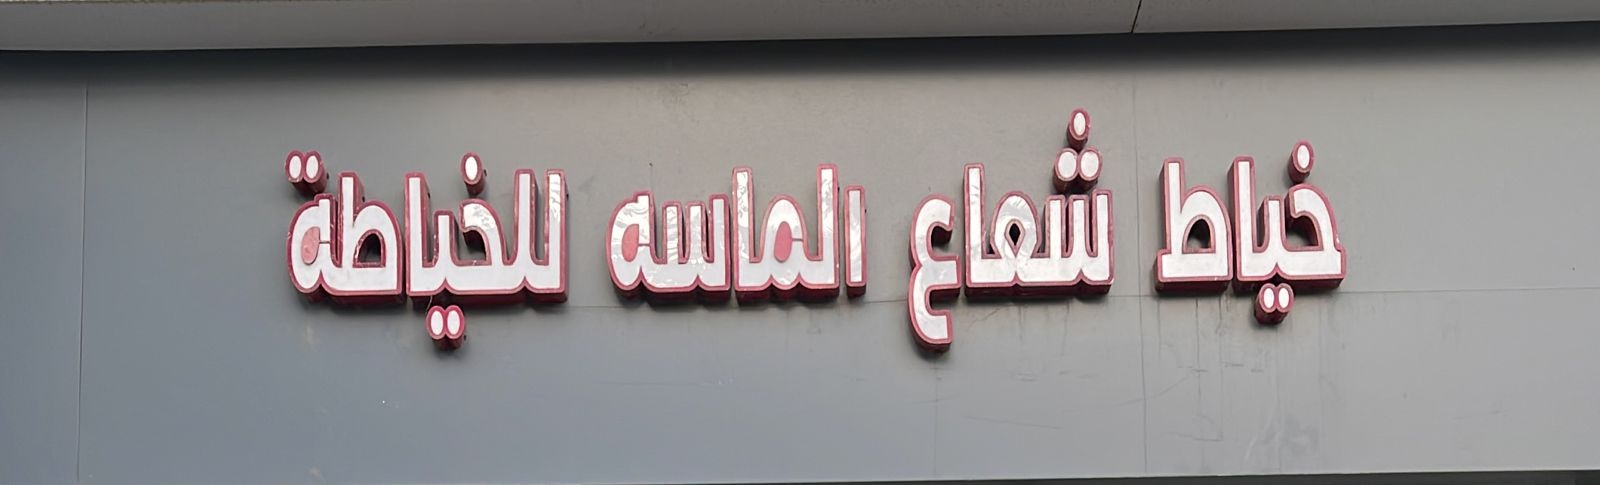 خياط شعاع الماسه للخياطة